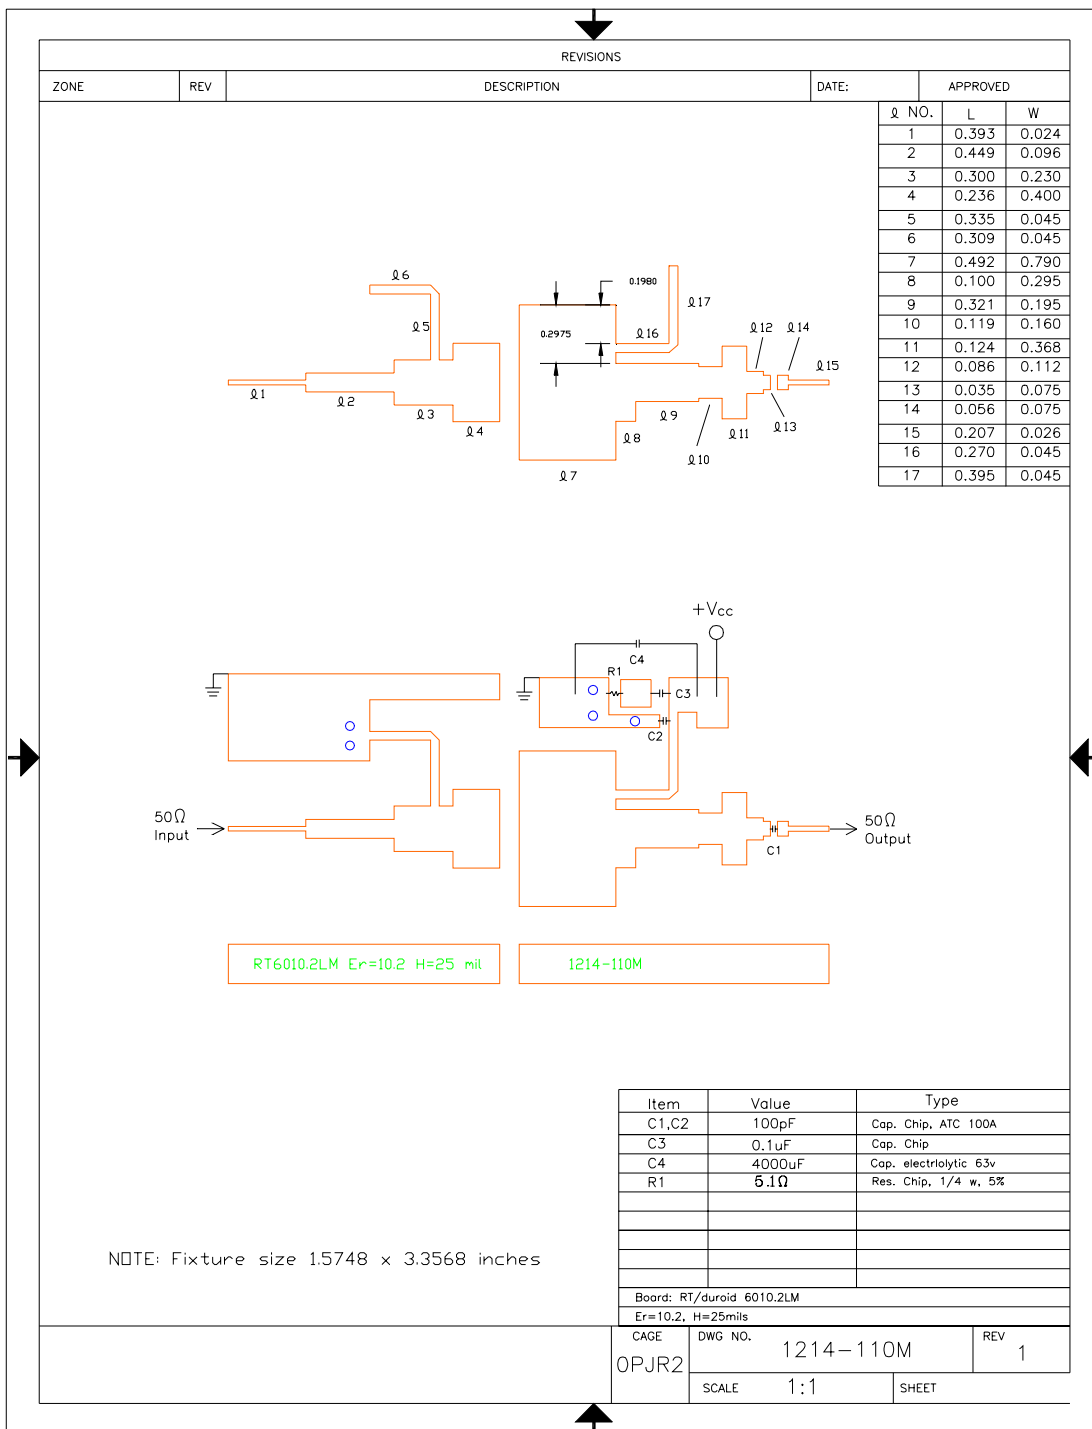 REVISIONS
ZONE REV DESCRIPTION DATE: APPROVED
ℓ NO. L W
1 0.393 0.024
2 0.449 0.096
3 0.300 0.230
4 0.236 0.400
5 0.335 0.045
6 0.309 0.045
7 0.492 0.790
8 0.100 0.295
9 0.321 0.195
10 0.119 0.160
11 0.124 0.368
12 0.086 0.112
13 0.035 0.075
14 0.056 0.075
15 0.207 0.026
16 0.270 0.045
17 0.395 0.045
ℓ6
0.1980
ℓ17
ℓ5
0.2975
ℓ16
ℓ12
ℓ14
ℓ15
ℓ1
ℓ2
ℓ3
ℓ4
ℓ9
ℓ8
ℓ10
ℓ11
ℓ13
ℓ7
+Vcc
C4
R1
C3
C2
50Ω
Input
C1
50Ω
Output
RT6010.2LM Er=10.2 H=25 mil
1214-110M
Item Value Type
C1,C2 100pF Cap. Chip, ATC 100A
C3 0.1uF Cap. Chip
C4 4000uF Cap. electrlolytic 63v
R1 5.1Ω Res. Chip, 1/4 w, 5%
NOTE: Fixture size 1.5748 x 3.3568 inches
Board: RT/duroid 6010.2LM
Er=10.2, H=25mils
CAGE
0PJR2
DWG NO.
1214-110M
REV
1
SCALE 1:1
SHEET